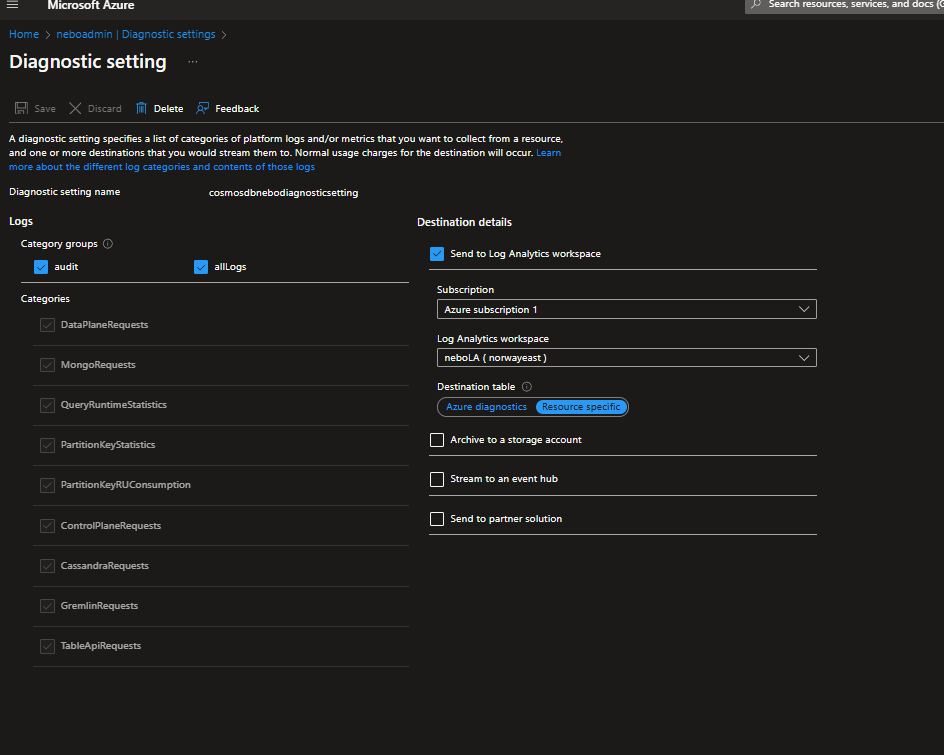 Microsoft Azure
Search resources, services, and docs (G
Home > neboadmin | Diagnostic settings >
Diagnostic setting ...
Save Discard Delete Feedback
A diagnostic setting specifies a list of categories of platform logs and/or metrics that you want to collect from a resource,
and one or more destinations that you would stream them to. Normal usage charges for the destination will occur. Learn
more about the different log categories and contents of those logs
Diagnostic setting name cosmosdbnebodiagnosticsetting
Logs
Category groups
audit allLogs
Categories
DataPlaneRequests
MongoRequests
QueryRuntimeStatistics
PartitionKeyStatistics
PartitionKeyRUConsumption
ControlPlaneRequests
CassandraRequests
GremlinRequests
TableApiRequests
Destination details
Send to Log Analytics workspace
Subscription
Azure subscription 1
Log Analytics workspace
neboLA ( norwayeast )
Destination table
Azure diagnostics Resource specific
Archive to a storage account
Stream to an event hub
Send to partner solution